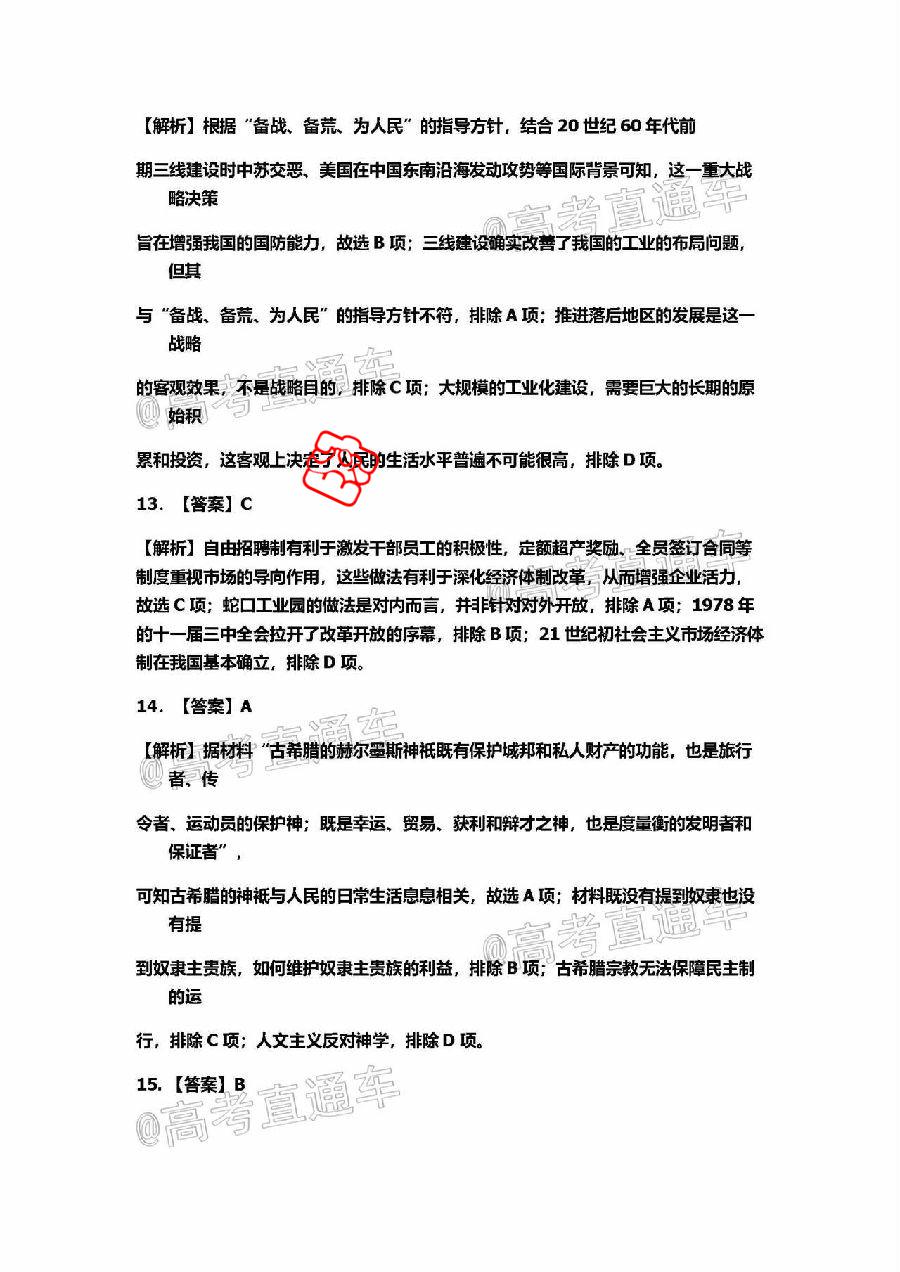 【解析】根据“备战、备荒、为人民”的指导方针，结合20世纪60年代前
期三线建设时中苏交恶、美国在中国东南沿海发动攻势等国际背景可知，这一重大战
略决策
旨在增强我国的国防能力，故选B项；三线建设确实改善了我国的工业的布局问题，
但其
与“备战、备荒、为人民”的指导方针不符，排除A项；推进落后地区的发展是这一
战略
的客观效果，不是战略目的，排除C项；大规模的工业化建设，需要巨大的长期的原
始积
累和投资，这客观上决定了人民的生活水平普遍不可能很高，排除D项。
13. 【答案】C
【解析】自由招聘制有利于激发干部员工的积极性，定额超产奖励、全员签订合同等
制度重视市场的导向作用，这些做法有利于深化经济体制改革，从而增强企业活力，
故选C项；蛇口工业园的做法是对内而言，并非针对对外开放，排除A项；1978年
的十一届三中全会拉开了改革开放的序幕，排除B项；21世纪初社会主义市场经济体
制在我国基本确立，排除D项。
14. 【答案】A
【解析】据材料“古希腊的赫尔墨斯神祇既有保护城邦和私人财产的功能，也是旅行
者、传
令者、运动员的保护神；既是幸运、贸易、获利和辩才之神，也是度量衡的发明者和
保证者”，
可知古希腊的神祇与人民的日常生活息息相关，故选A项；材料既没有提到奴隶也没
有提
到奴隶主贵族，如何维护奴隶主贵族的利益，排除B项；古希腊宗教无法保障民主制
的运
行，排除C项；人文主义反对神学，排除D项。
15. 【答案】B
@高考直通车
@高考直通车
@高考直通车
@高考直通车
@高考直通车
@高考直通车